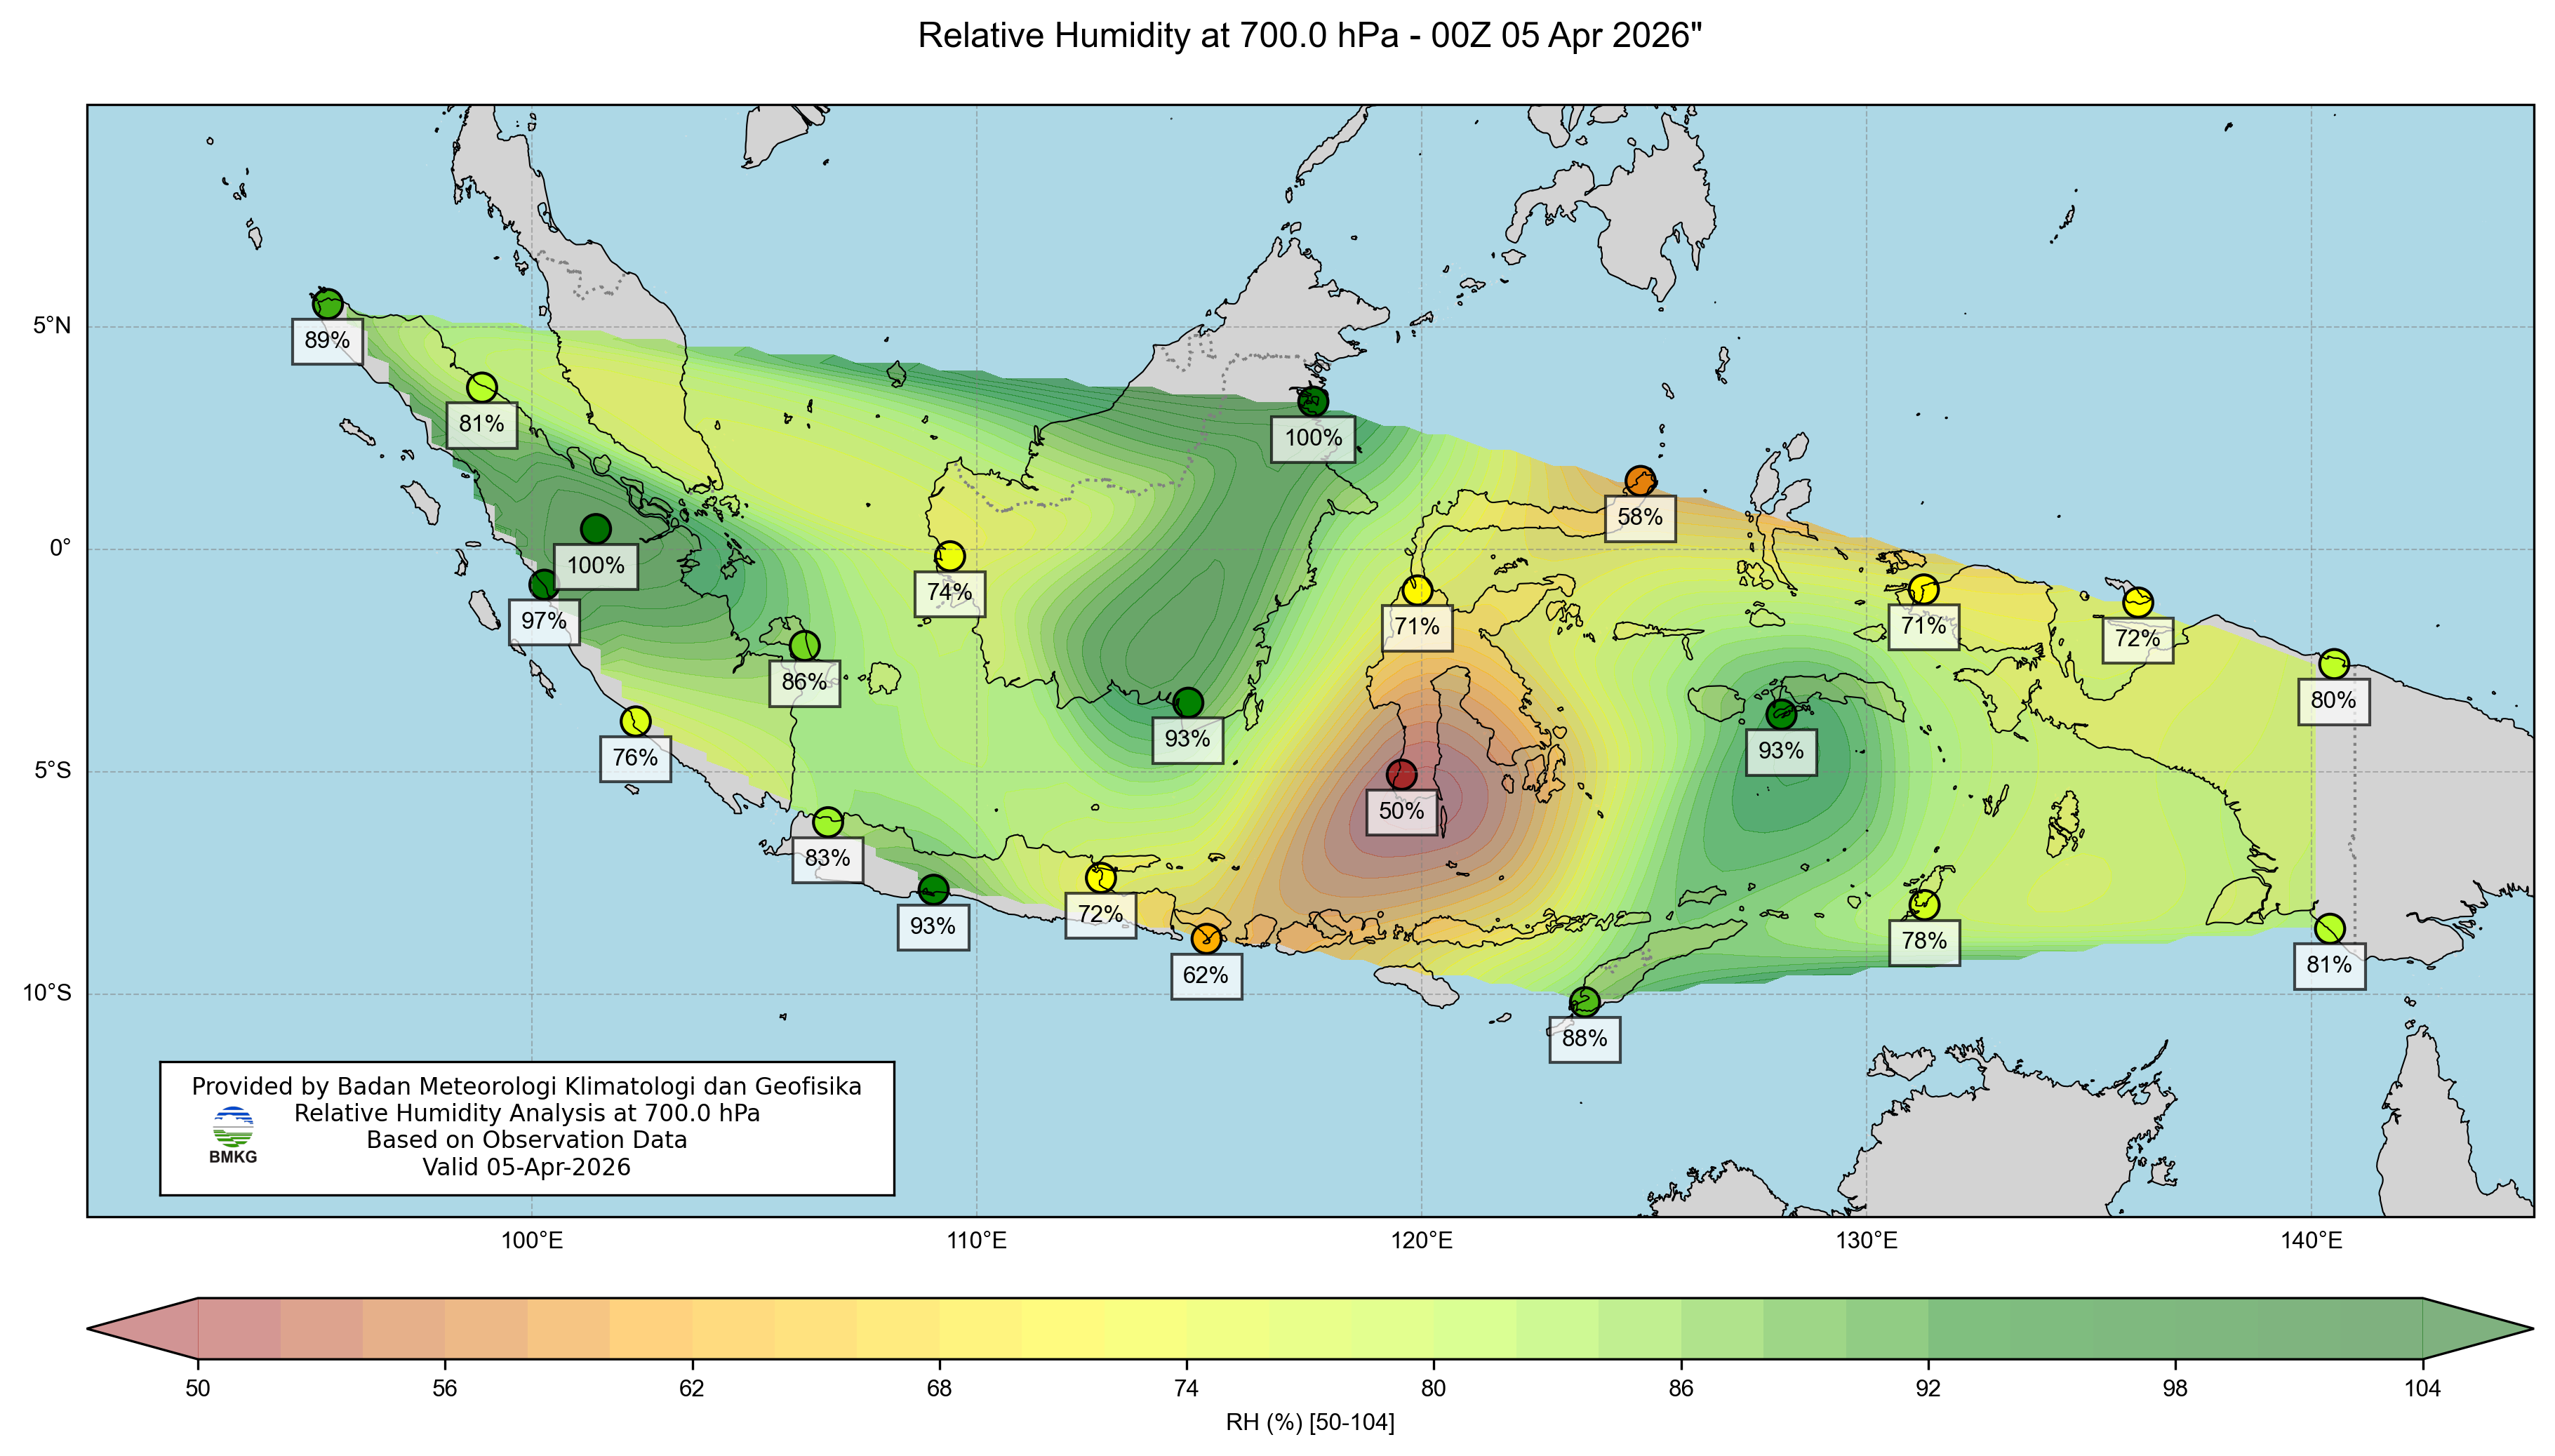 Relative Humidity at 700.0 hPa - 00Z 05 Apr 2026"
5°N
0°
5°S
10°S
89%
81%
100%
58%
100%
97%
74%
71%
71%
72%
86%
80%
76%
93%
93%
50%
83%
72%
93%
78%
62%
81%
88%
Provided by Badan Meteorologi Klimatologi dan Geofisika
Relative Humidity Analysis at 700.0 hPa
Based on Observation Data
Valid 05-Apr-2026
BMKG
100°E 110°E 120°E 130°E 140°E
50 56 62 68 74 80 86 92 98 104
RH (%) [50-104]